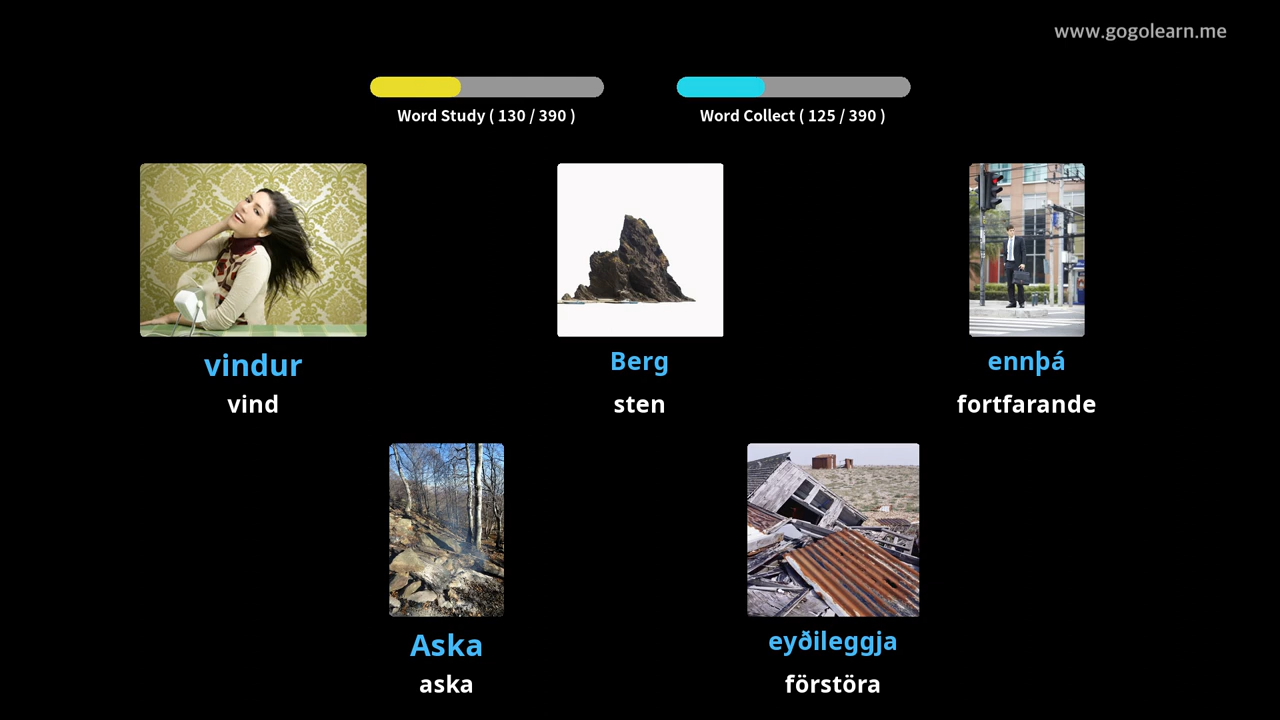 www.gogolearn.me
Word Study ( 130 / 390 )
Word Collect ( 125 / 390 )
vindur
vind
Berg
sten
ennþá
fortfarande
Aska
aska
eyðileggja
förstöra